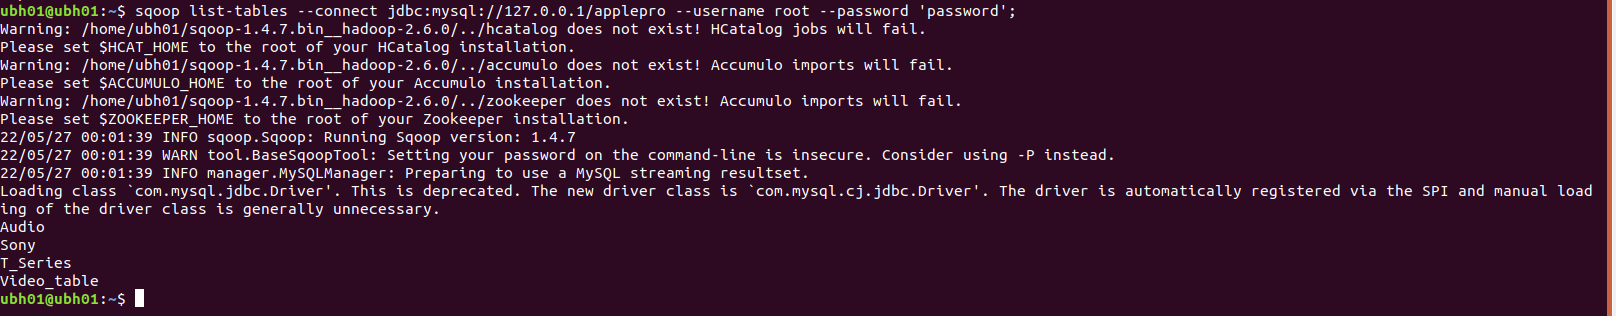 ubh01@ubh01:~$ sqoop list-tables --connect jdbc:mysql://127.0.0.1/applepro --username root --password 'password';
Warning: /home/ubh01/sqoop-1.4.7.bin__hadoop-2.6.0/../hcatalog does not exist! HCatalog jobs will fail.
Please set $HCAT_HOME to the root of your HCatalog installation.
Warning: /home/ubh01/sqoop-1.4.7.bin__hadoop-2.6.0/../accumulo does not exist! Accumulo imports will fail.
Please set $ACCUMULO_HOME to the root of your Accumulo installation.
Warning: /home/ubh01/sqoop-1.4.7.bin__hadoop-2.6.0/../zookeeper does not exist! Accumulo imports will fail.
Please set $ZOOKEEPER_HOME to the root of your Zookeeper installation.
22/05/27 00:01:39 INFO sqoop.Sqoop: Running Sqoop version: 1.4.7
22/05/27 00:01:39 WARN tool.BaseSqoopTool: Setting your password on the command-line is insecure. Consider using -P instead.
22/05/27 00:01:39 INFO manager.MySQLManager: Preparing to use a MySQL streaming resultset.
Loading class `com.mysql.jdbc.Driver'. This is deprecated. The new driver class is `com.mysql.cj.jdbc.Driver'. The driver is automatically registered via the SPI and manual load
ing of the driver class is generally unnecessary.
Audio
Sony
T_Series
Video_table
ubh01@ubh01:~$